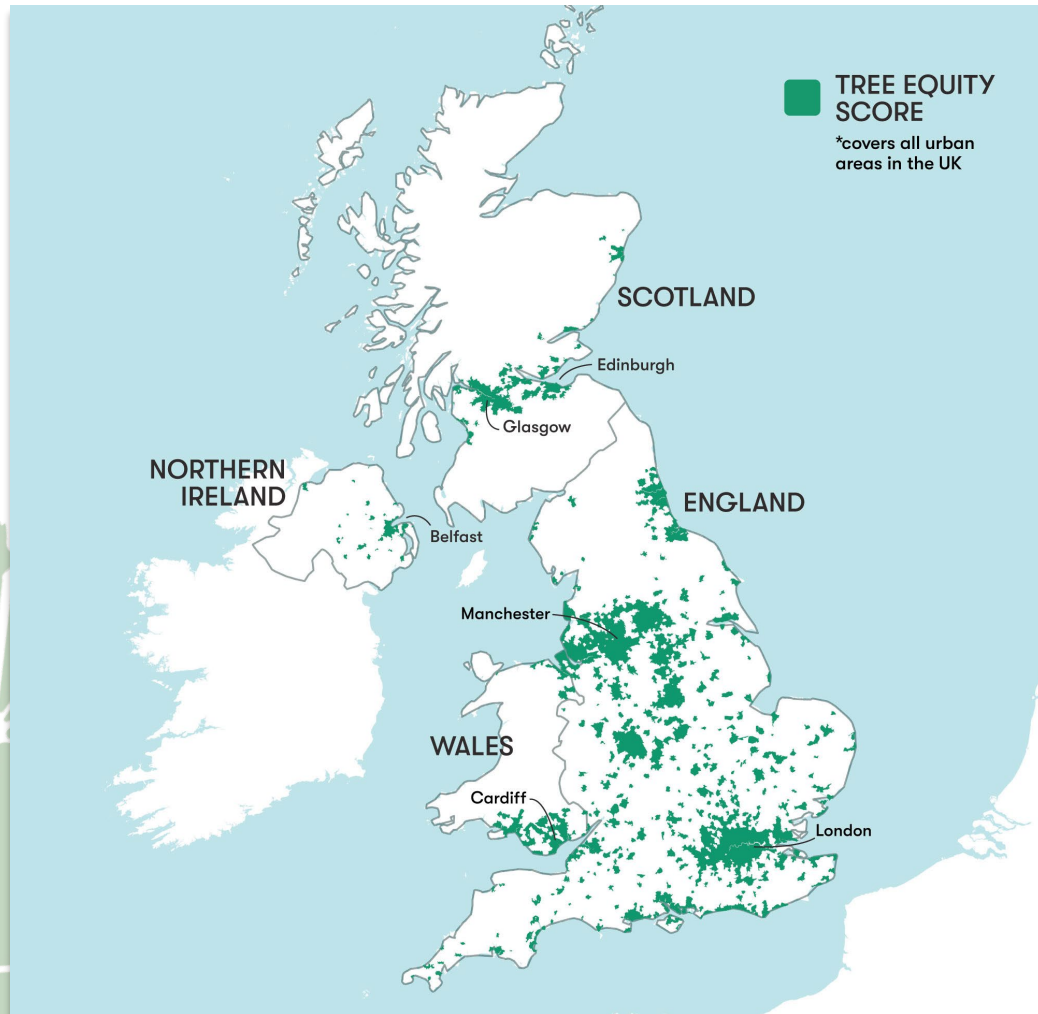 TREE EQUITY
SCORE
*covers all urban
areas in the UK
SCOTLAND
Edinburgh
Glasgow
NORTHERN
IRELAND
ENGLAND
Belfast
Manchester
WALES
Cardiff
London